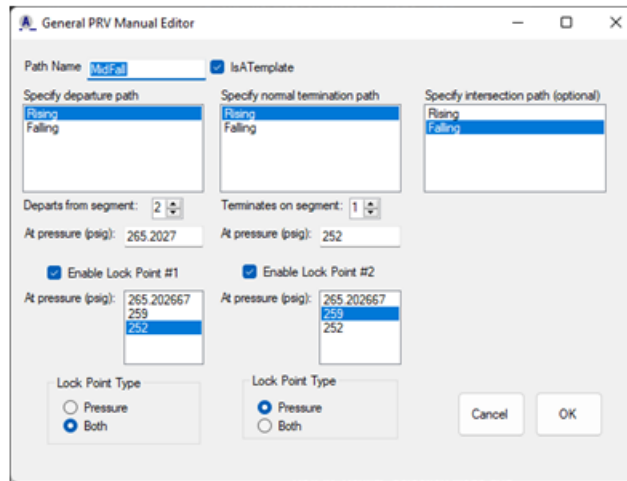 General PRV Manual Editor
Path Name MidFall IsATemplate
Specify departure path Specify normal termination path Specify intersection path (optional)
Rising Rising Rising
Falling Falling Falling
Departs from segment: 2 Terminates on segment: 1
At pressure (psig): 265.2027 At pressure (psig): 252
Enable Lock Point #1 Enable Lock Point #2
At pressure (psig): 265.202667 At pressure (psig): 265.202667
259 259
252 252
Lock Point Type Lock Point Type
Pressure Pressure
Both Both
Cancel OK